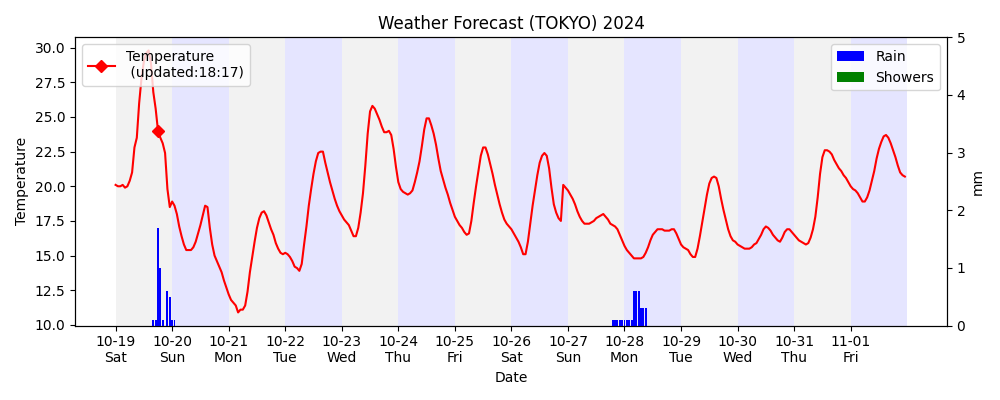 Weather Forecast (TOKYO) 2024
Temperature
(updated:18:17)
Rain
Showers
30.0
27.5
25.0
22.5
20.0
17.5
15.0
12.5
10.0
Temperature
5
4
3
2
1
0
mm
10-19 10-20 10-21 10-22 10-23 10-24 10-25 10-26 10-27 10-28 10-29 10-30 10-31 11-01
Sat Sun Mon Tue Wed Thu Fri Sat Sun Mon Tue Wed Thu Fri
Date